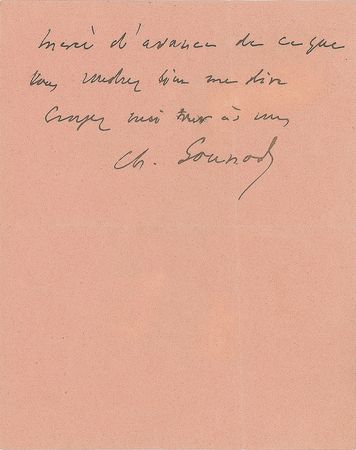 merci d'avance de ce que
vous voudrez bien me dire
Croyez moi tout à vous
Ch. Gounod